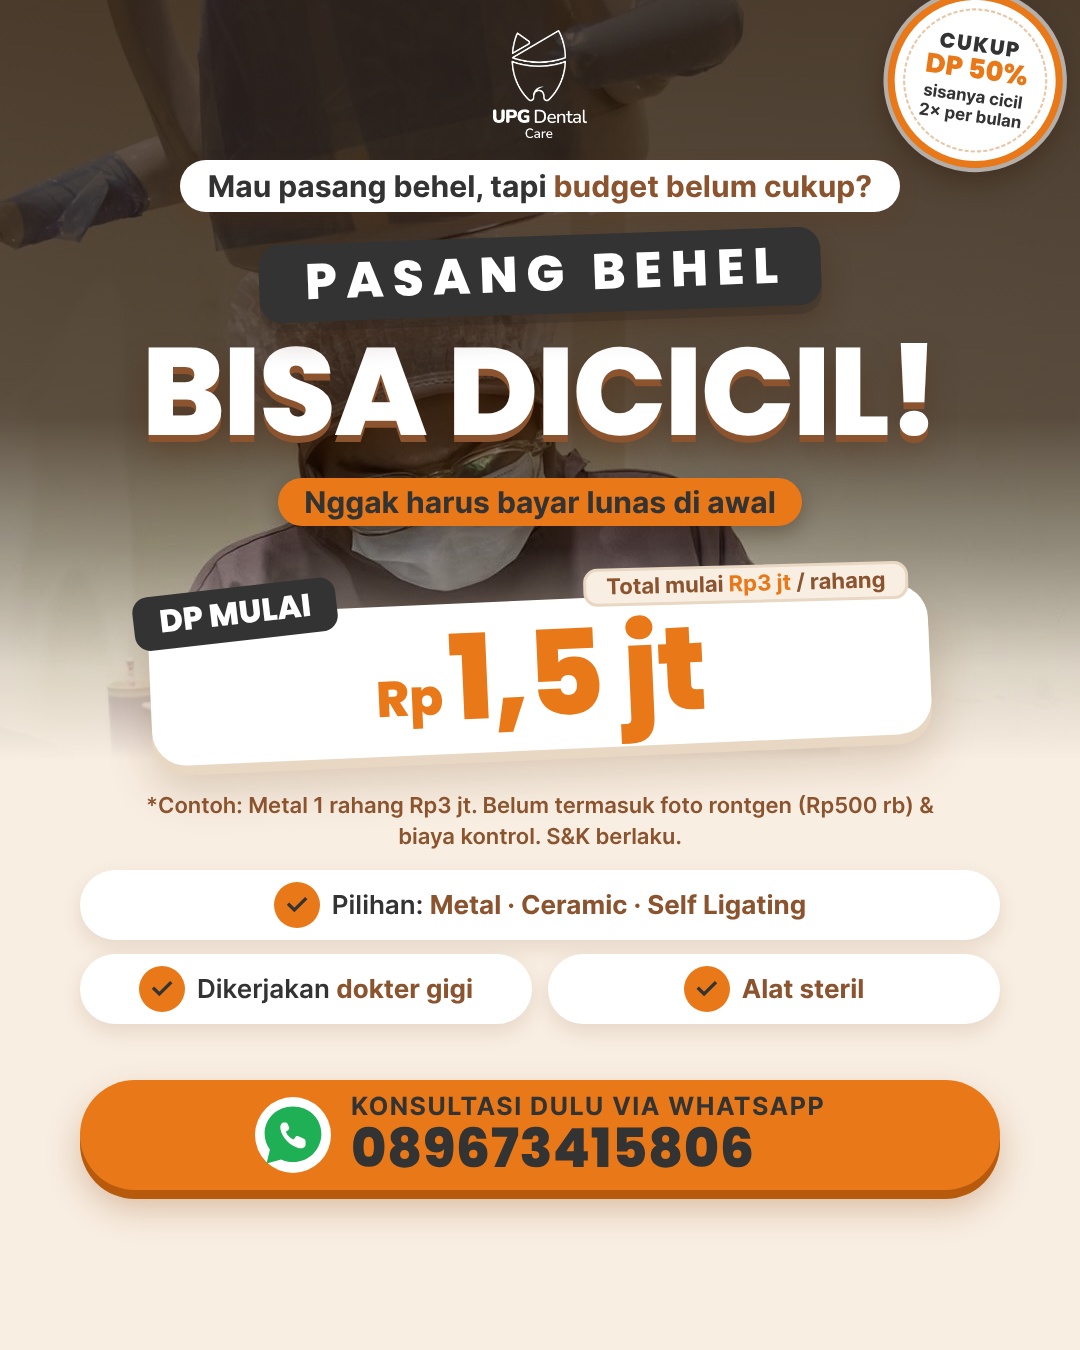 UPG Dental
Care
CUKUP
DP 50%
sisanya cicil
2× per bulan
Mau pasang behel, tapi budget belum cukup?
PASANG BEHEL
BISA DICICIL!
Nggak harus bayar lunas di awal
DP MULAI
Total mulai Rp3 jt / rahang
Rp1,5 jt
*Contoh: Metal 1 rahang Rp3 jt. Belum termasuk foto rontgen (Rp500 rb) &
biaya kontrol. S&K berlaku.
Pilihan: Metal · Ceramic · Self Ligating
Dikerjakan dokter gigi
Alat steril
KONSULTASI DULU VIA WHATSAPP
089673415806